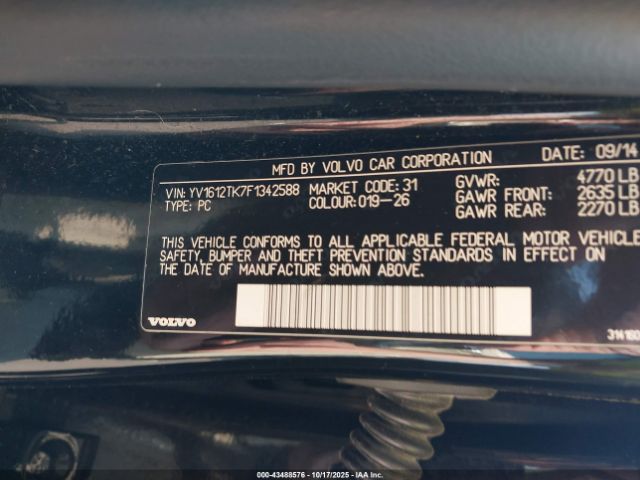 MFD BY VOLVO CAR CORPORATION DATE: 09/14
VIN: YV1612TK7F1342588 MARKET CODE: 31 GVWR: 4770 LB
TYPE: PC COLOUR: 019-26 GAWR FRONT: 2635 LB
GAWR REAR: 2270 LB
THIS VEHICLE CONFORMS TO ALL APPLICABLE FEDERAL MOTOR VEHICLE
SAFETY, BUMPER AND THEFT PREVENTION STANDARDS IN EFFECT ON
THE DATE OF MANUFACTURE SHOWN ABOVE.
VOLVO
000-43488576 | 10/17/2025 | IAA Inc.